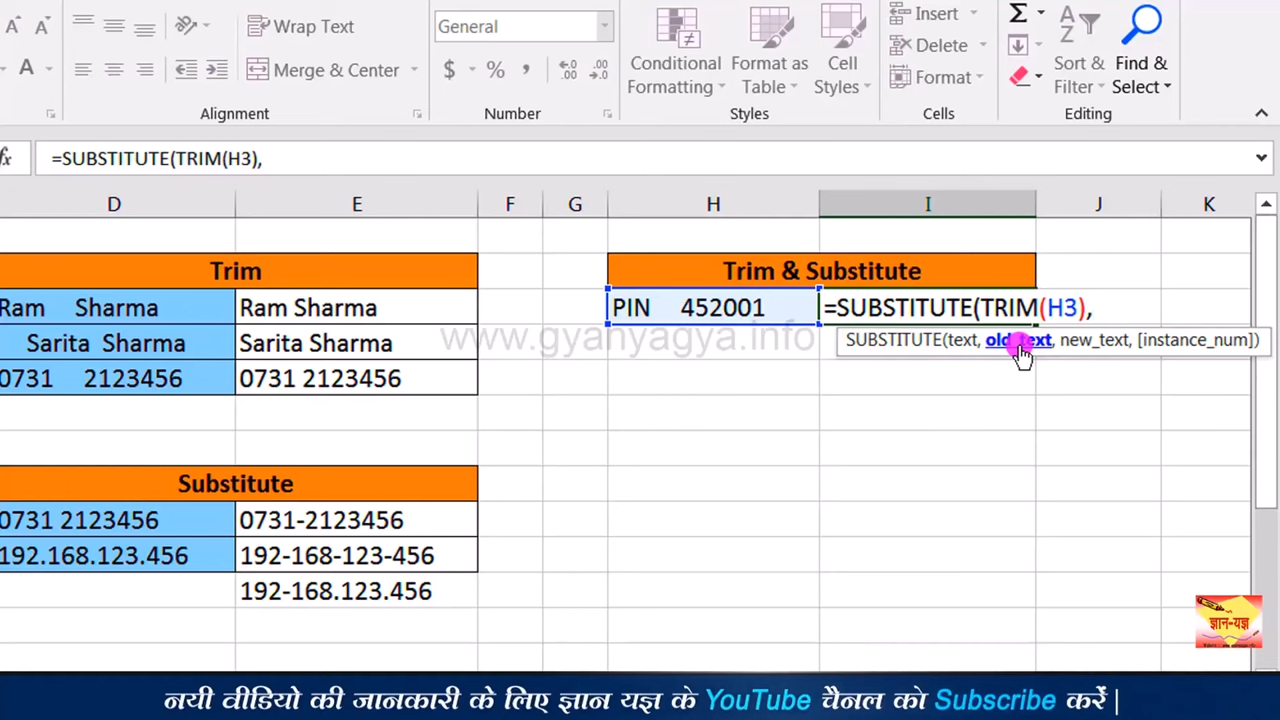 Wrap Text
General
Insert
Σ
A
Z
A
Merge & Center
$ % ,
Conditional Formatting
Format as Table
Cell Styles
Delete
Format
Sort & Filter
Find & Select
Alignment
Number
Styles
Cells
Editing
fx
=SUBSTITUTE(TRIM(H3),
D E F G H I J K
Trim
Trim & Substitute
Ram Sharma
Ram Sharma
PIN 452001
=SUBSTITUTE(TRIM(H3),
Sarita Sharma
Sarita Sharma
www.gyanyagya.info
SUBSTITUTE(text, old_text, new_text, [instance_num])
0731 2123456
0731 2123456
Substitute
0731 2123456
0731-2123456
192.168.123.456
192-168-123-456
192-168.123.456
ज्ञान-यज्ञ
नयी वीडियो की जानकारी के लिए ज्ञान यज्ञ के YouTube चैनल को Subscribe करें |